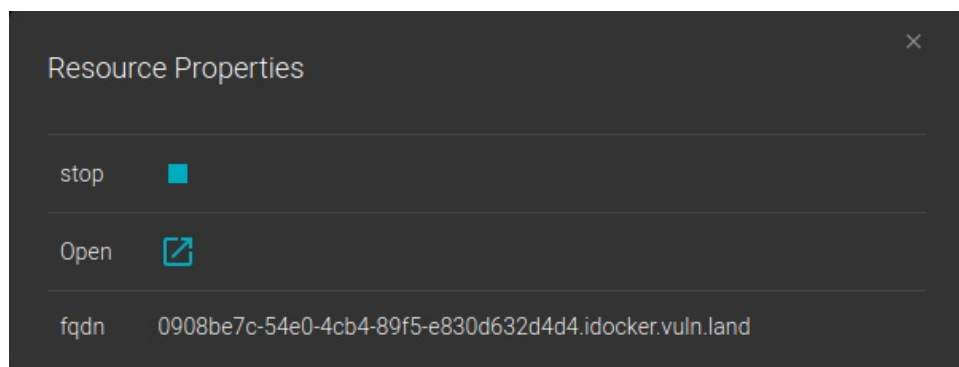 Resource Properties
stop
Open
fqdn 0908be7c-54e0-4cb4-89f5-e830d632d4d4.idocker.vuln.land